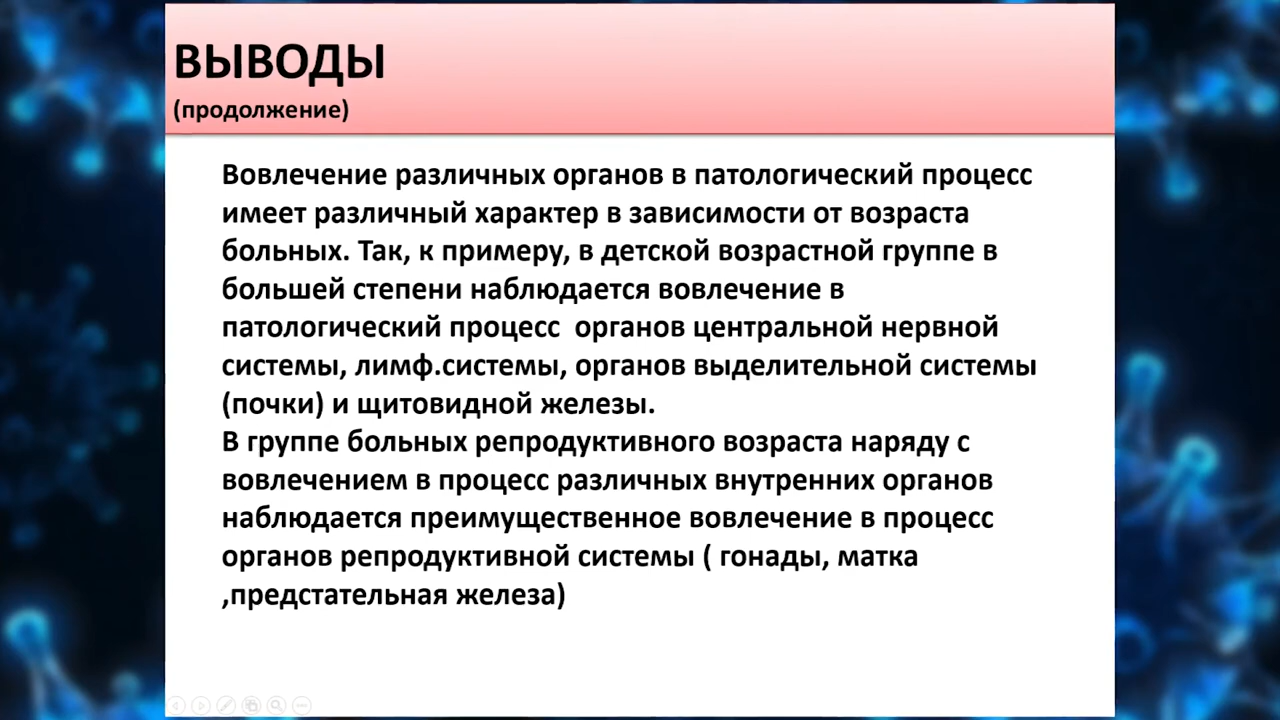 ВЫВОДЫ
(продолжение)
Вовлечение различных органов в патологический процесс
имеет различный характер в зависимости от возраста
больных. Так, к примеру, в детской возрастной группе в
большей степени наблюдается вовлечение в
патологический процесс  органов центральной нервной
системы, лимф.системы, органов выделительной системы
(почки) и щитовидной железы.
В группе больных репродуктивного возраста наряду с
вовлечением в процесс различных внутренних органов
наблюдается преимущественное вовлечение в процесс
органов репродуктивной системы ( гонады, матка
,предстательная железа)